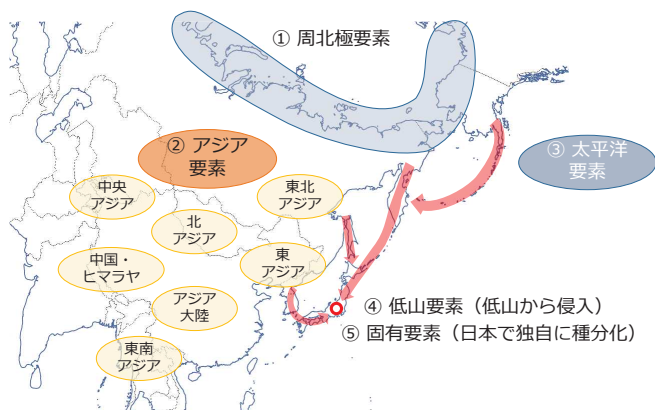 ① 周北極要素
② アジア
要素
③ 太平洋
要素
中央
アジア
東北
アジア
北
アジア
東
アジア
中国・
ヒマラヤ
アジア
大陸
④ 低山要素（低山から侵入）
⑤ 固有要素（日本で独自に種分化）
東南
アジア